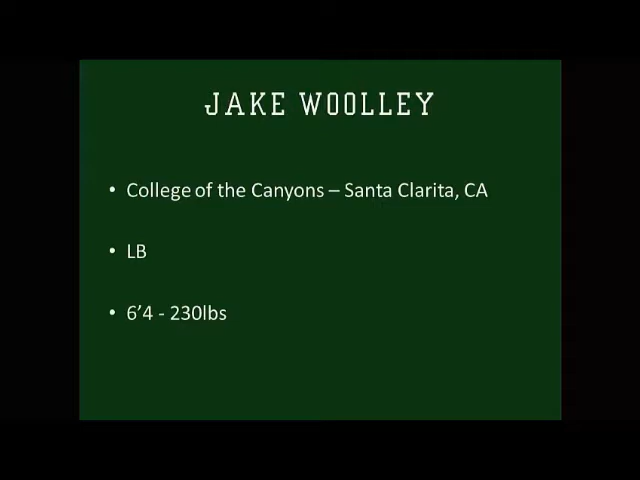 JAKE WOOLLEY
• College of the Canyons – Santa Clarita, CA
• LB
• 6’4 - 230lbs